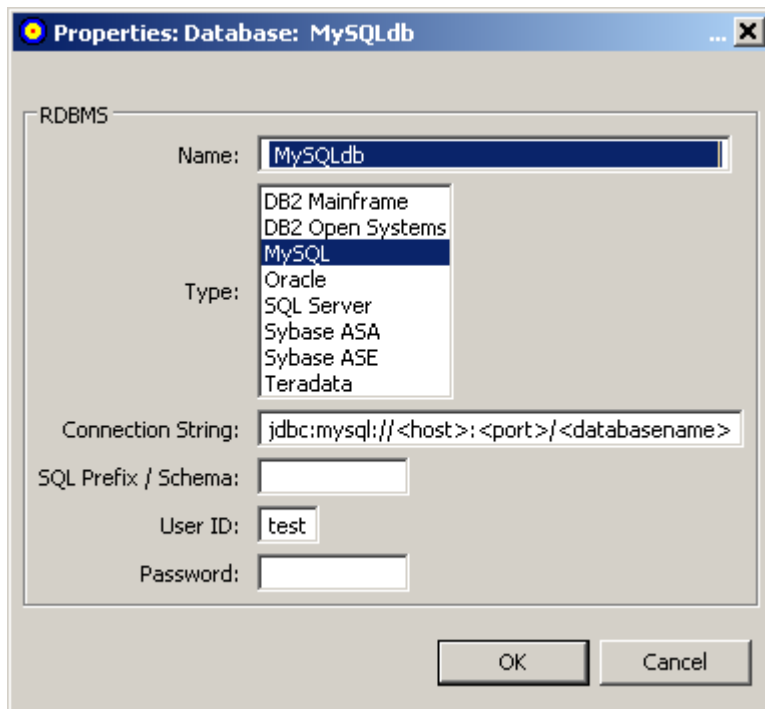 Properties: Database: MySQLdb ...
RDBMS
Name: MySQLdb
Type:
DB2 Mainframe
DB2 Open Systems
MySQL
Oracle
SQL Server
Sybase ASA
Sybase ASE
Teradata
Connection String: jdbc:mysql://<host>:<port>/<databasename>
SQL Prefix / Schema:
User ID: test
Password:
OK Cancel